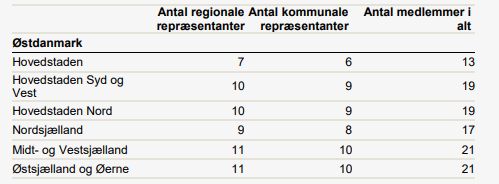 Antal regionale Antal kommunale Antal medlemmer i
repræsentanter repræsentanter alt
Østdanmark
Hovedstaden 7 6 13
Hovedstaden Syd og
Vest 10 9 19
Hovedstaden Nord 10 9 19
Nordsjælland 9 8 17
Midt- og Vestsjælland 11 10 21
Østsjælland og Øerne 11 10 21